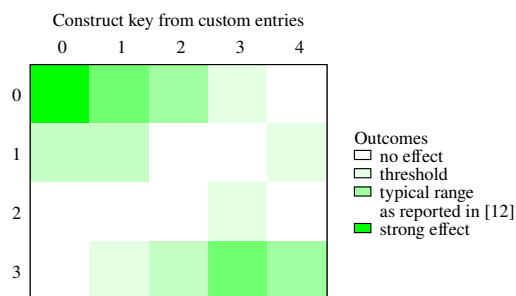 Construct key from custom entries
0 1 2 3 4
0
1
2
3
Outcomes
no effect
threshold
typical range
as reported in [12]
strong effect